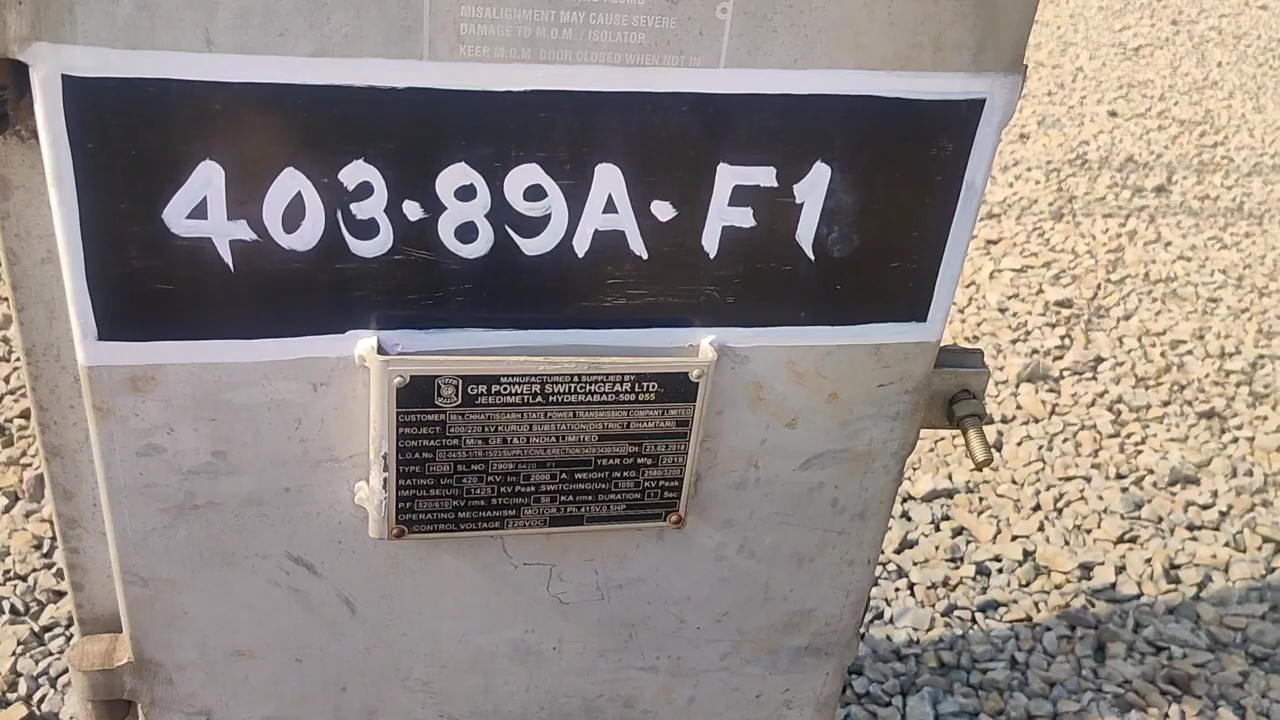 MISALIGNMENT MAY CAUSE SEVERE
DAMAGE TO M.O.M. / ISOLATOR
KEEP M.O.M. DOOR CLOSED WHEN NOT IN
403·89A·F1
MANUFACTURED & SUPPLIED BY
GR POWER SWITCHGEAR LTD.,
JEEDIMETLA, HYDERABAD-500 055
CUSTOMER M/s.CHHATTISGARH STATE POWER TRANSMISSION COMPANY LIMITED
PROJECT: 400/220 kV KURUD SUBSTATION(DISTRICT DHAMTARI)
CONTRACTOR: M/s. GE T&D INDIA LIMITED
L.O.A.No. 02-04/SS-1/TR-15/23/SUPPLY/CIVIL/ERECTION/3428/3430/3432 Dt: 23.02.2018
TYPE: HDB SL.NO: 2909/ 6420 F1 YEAR OF Mfg.: 2018
RATING: Un 420 KV: In: 2000 A: WEIGHT IN KG: 2580/3200
IMPULSE(UI): 1425 KV Peak ;SWITCHING(Us): 1050 KV Peak
P.F 520/610 KV rms: STC(Ith): 50 KA rms: DURATION: 1 Sec
OPERATING MECHANISM: MOTOR,3 Ph,415V,0.5HP
CONTROL VOLTAGE: 220VDC